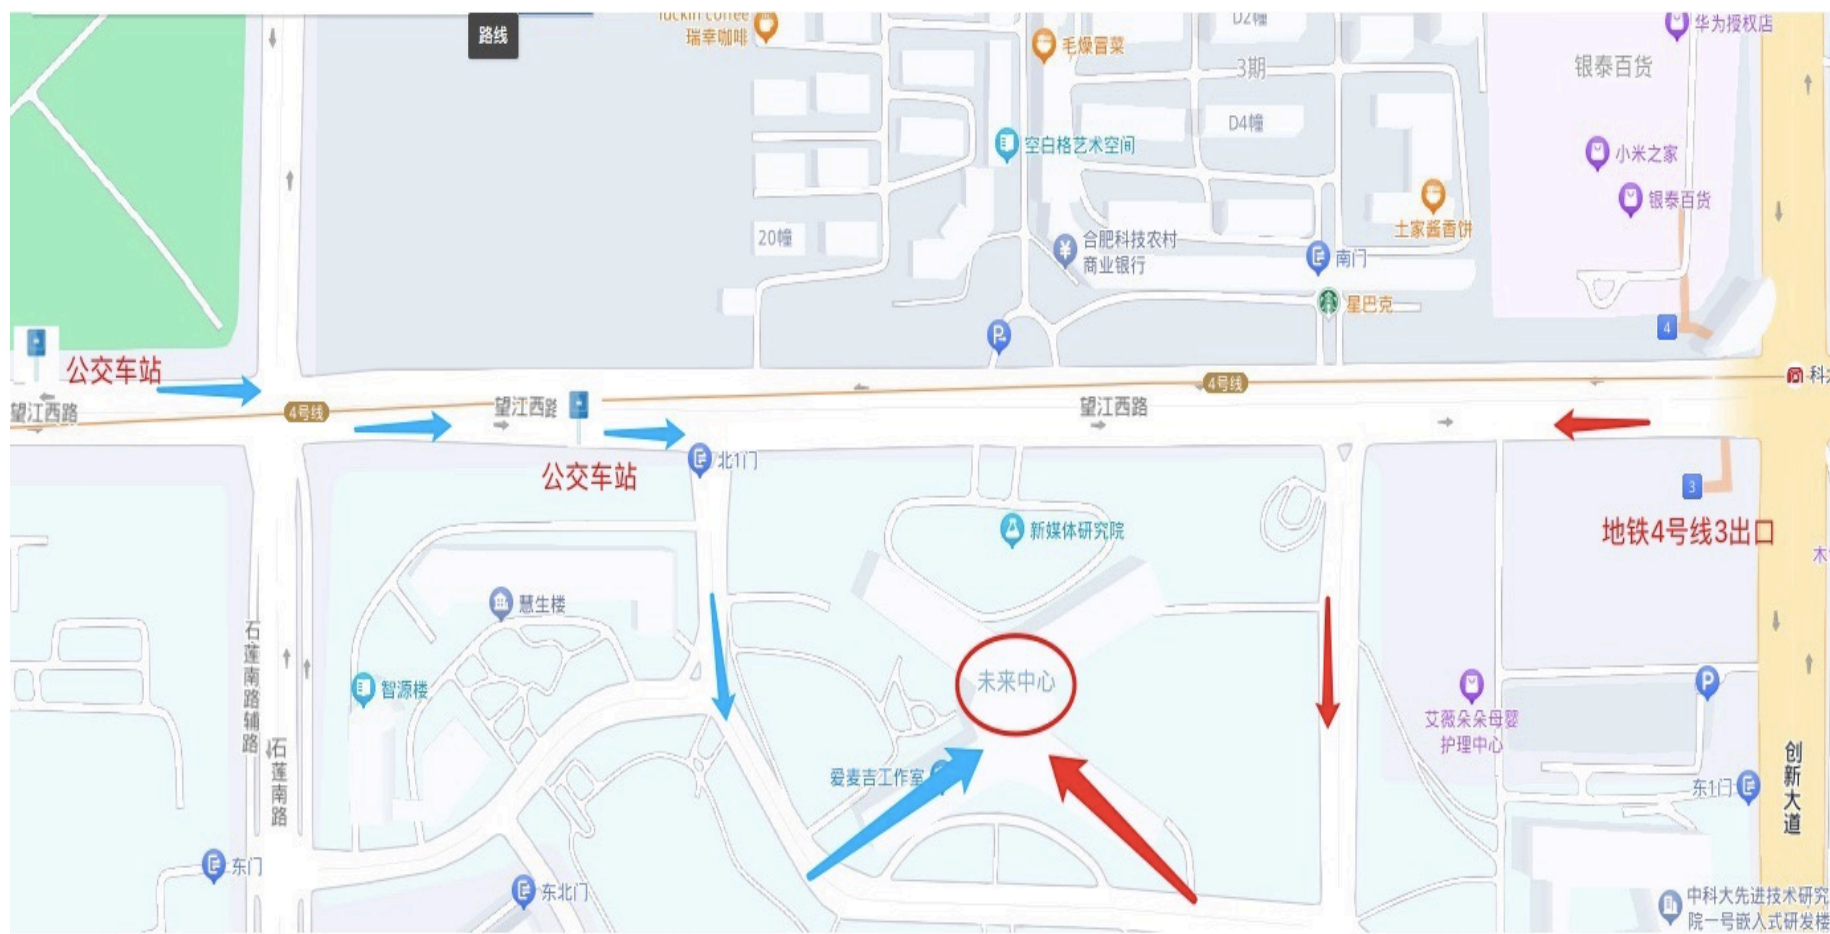 luckin coffee
瑞幸咖啡
路线
毛燥冒菜
D2幢
3期
华为授权店
银泰百货
D4幢
空白格艺术空间
小米之家
银泰百货
土家酱香饼
20幢
合肥科技农村
商业银行
南门
星巴克
4
公交车站
4号线
科
望江西路
4号线
望江西路
望江西路
北1门
公交车站
3
地铁4号线3出口
新媒体研究院
木
慧生楼
石莲南路辅路
智源楼
未来中心
艾薇朵朵母婴
护理中心
石莲南路
爱麦吉工作室
东1门
创新大道
东门
东北门
中科大先进技术研究
院一号嵌入式研发楼
P
P